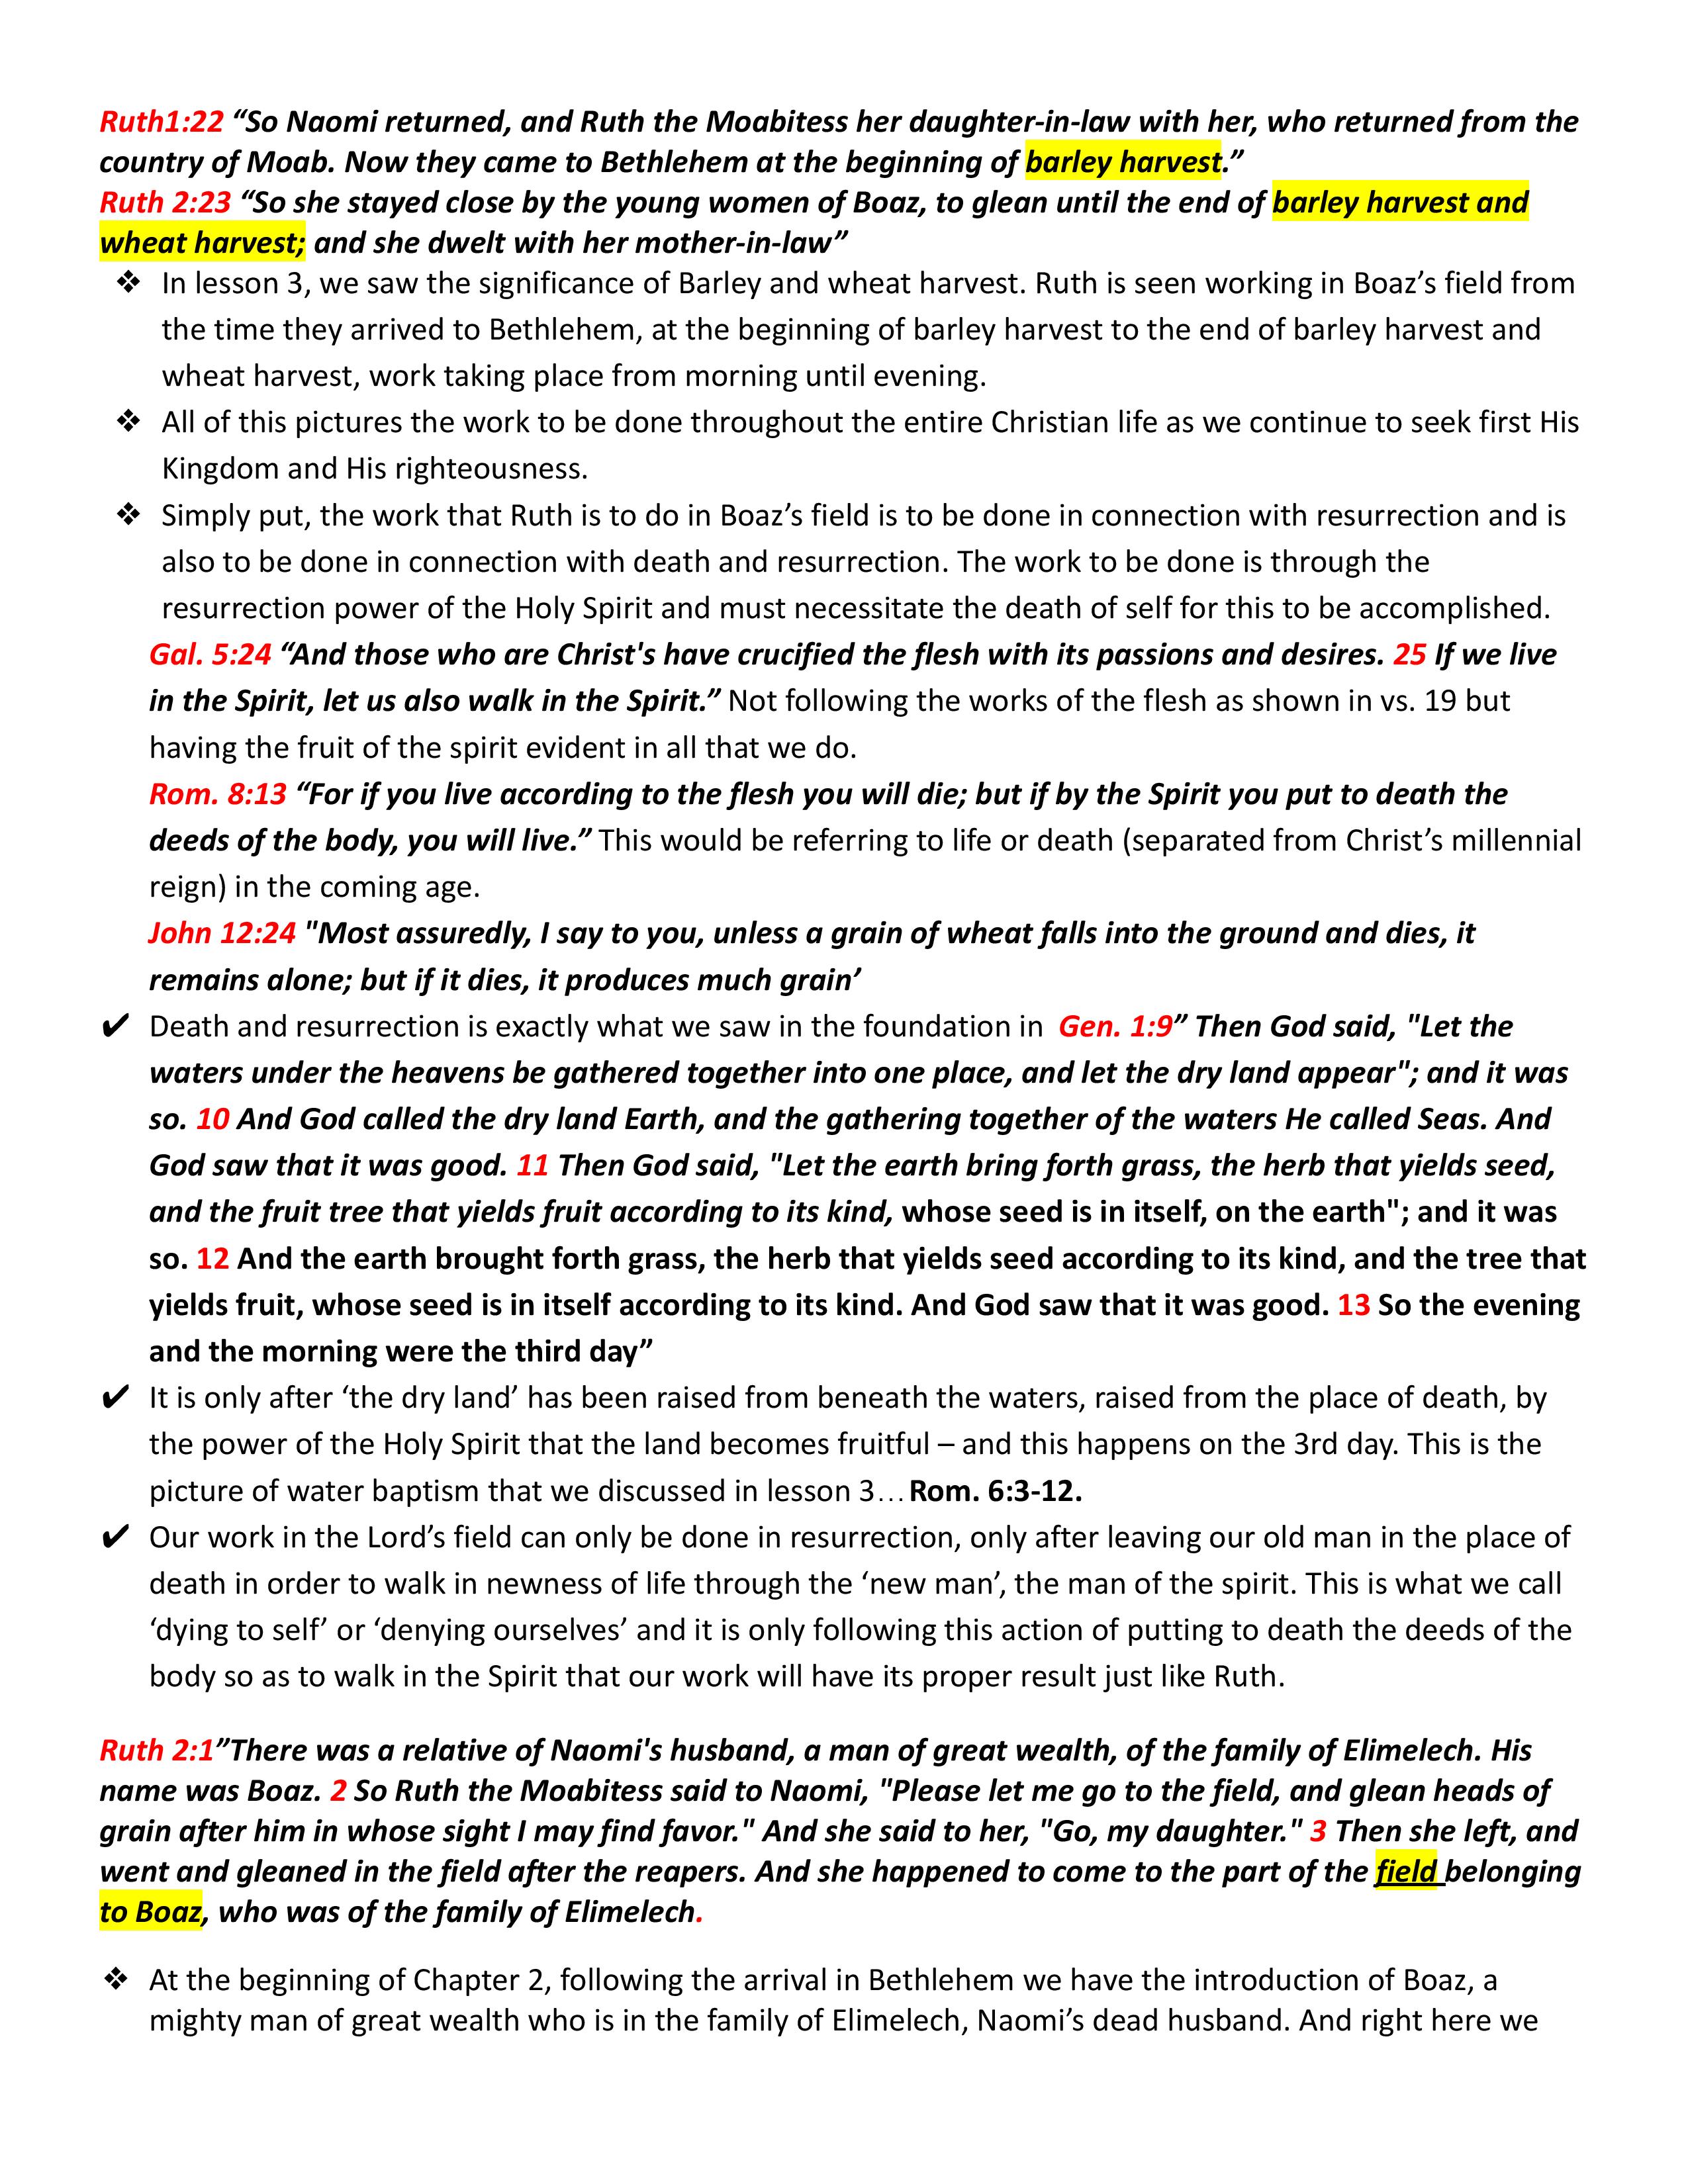 Ruth1:22 “So Naomi returned, and Ruth the Moabitess her daughter-in-law with her, who returned from the
country of Moab. Now they came to Bethlehem at the beginning of barley harvest.”
Ruth 2:23 “So she stayed close by the young women of Boaz, to glean until the end of barley harvest and
wheat harvest; and she dwelt with her mother-in-law”
❖ In lesson 3, we saw the significance of Barley and wheat harvest. Ruth is seen working in Boaz’s field from
the time they arrived to Bethlehem, at the beginning of barley harvest to the end of barley harvest and
wheat harvest, work taking place from morning until evening.
❖ All of this pictures the work to be done throughout the entire Christian life as we continue to seek first His
Kingdom and His righteousness.
❖ Simply put, the work that Ruth is to do in Boaz’s field is to be done in connection with resurrection and is
also to be done in connection with death and resurrection. The work to be done is through the
resurrection power of the Holy Spirit and must necessitate the death of self for this to be accomplished.
Gal. 5:24 “And those who are Christ's have crucified the flesh with its passions and desires. 25 If we live
in the Spirit, let us also walk in the Spirit.” Not following the works of the flesh as shown in vs. 19 but
having the fruit of the spirit evident in all that we do.
Rom. 8:13 “For if you live according to the flesh you will die; but if by the Spirit you put to death the
deeds of the body, you will live.” This would be referring to life or death (separated from Christ’s millennial
reign) in the coming age.
John 12:24 "Most assuredly, I say to you, unless a grain of wheat falls into the ground and dies, it
remains alone; but if it dies, it produces much grain’
✔ Death and resurrection is exactly what we saw in the foundation in Gen. 1:9” Then God said, "Let the
waters under the heavens be gathered together into one place, and let the dry land appear"; and it was
so. 10 And God called the dry land Earth, and the gathering together of the waters He called Seas. And
God saw that it was good. 11 Then God said, "Let the earth bring forth grass, the herb that yields seed,
and the fruit tree that yields fruit according to its kind, whose seed is in itself, on the earth"; and it was
so. 12 And the earth brought forth grass, the herb that yields seed according to its kind, and the tree that
yields fruit, whose seed is in itself according to its kind. And God saw that it was good. 13 So the evening
and the morning were the third day”
✔ It is only after ‘the dry land’ has been raised from beneath the waters, raised from the place of death, by
the power of the Holy Spirit that the land becomes fruitful – and this happens on the 3rd day. This is the
picture of water baptism that we discussed in lesson 3…Rom. 6:3-12.
✔ Our work in the Lord’s field can only be done in resurrection, only after leaving our old man in the place of
death in order to walk in newness of life through the ‘new man’, the man of the spirit. This is what we call
‘dying to self’ or ‘denying ourselves’ and it is only following this action of putting to death the deeds of the
body so as to walk in the Spirit that our work will have its proper result just like Ruth.
Ruth 2:1”There was a relative of Naomi's husband, a man of great wealth, of the family of Elimelech. His
name was Boaz. 2 So Ruth the Moabitess said to Naomi, "Please let me go to the field, and glean heads of
grain after him in whose sight I may find favor." And she said to her, "Go, my daughter." 3 Then she left, and
went and gleaned in the field after the reapers. And she happened to come to the part of the field belonging
to Boaz, who was of the family of Elimelech.
❖ At the beginning of Chapter 2, following the arrival in Bethlehem we have the introduction of Boaz, a
mighty man of great wealth who is in the family of Elimelech, Naomi’s dead husband. And right here we